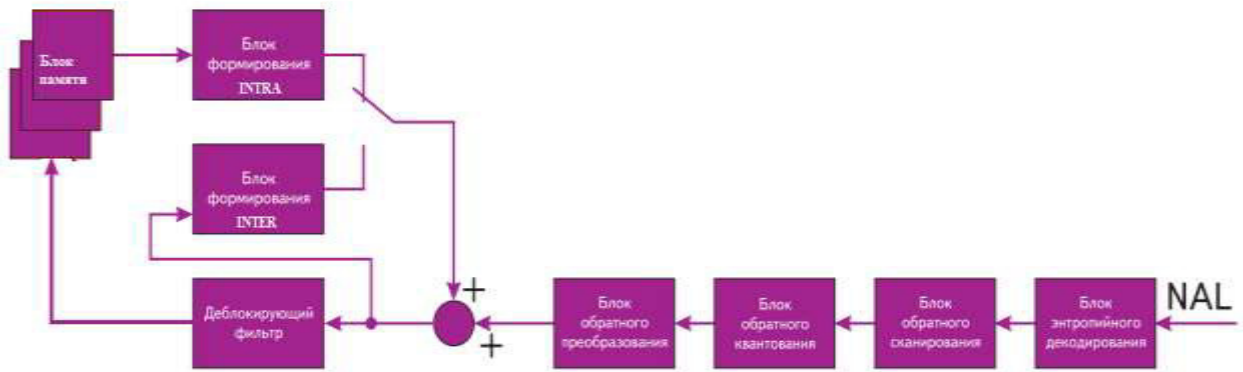 Блок
памяти
Блок
формирования
INTRA
Блок
формирования
INTER
Деблокирующий
фильтр
+
+
Блок
обратного
преобразования
Блок
обратного
квантования
Блок
обратного
сканирования
Блок
энтропийного
декодирования
NAL